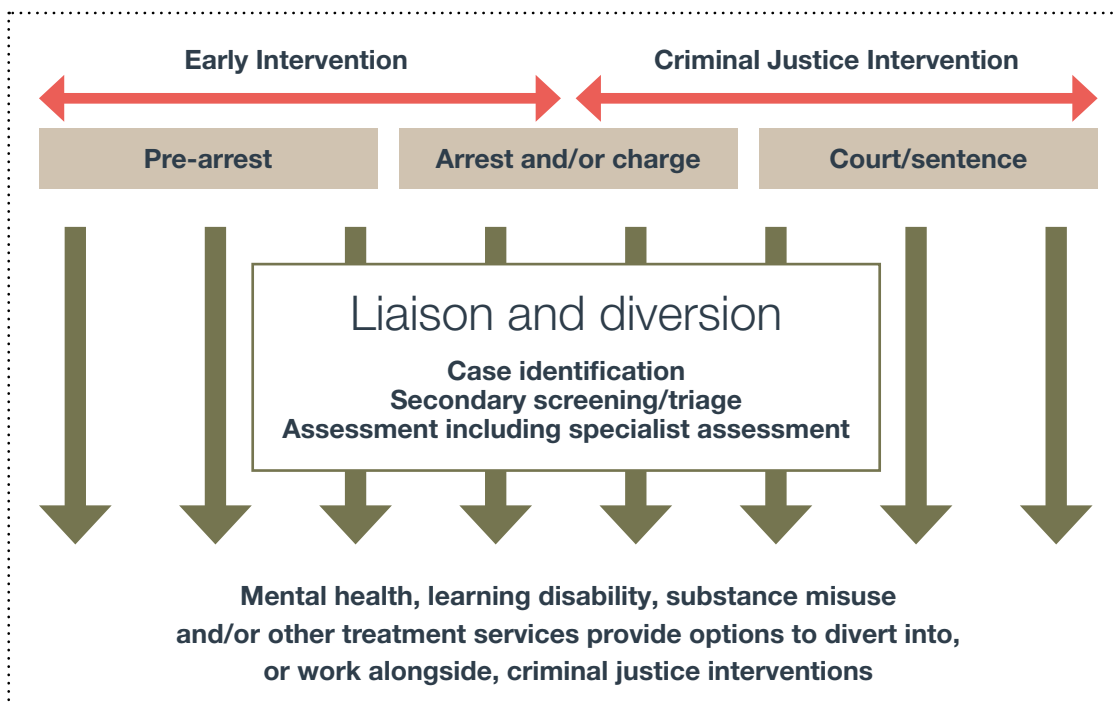 Early Intervention
Criminal Justice Intervention
Pre-arrest
Arrest and/or charge
Court/sentence
Liaison and diversion
Case identification
Secondary screening/triage
Assessment including specialist assessment
Mental health, learning disability, substance misuse
and/or other treatment services provide options to divert into,
or work alongside, criminal justice interventions